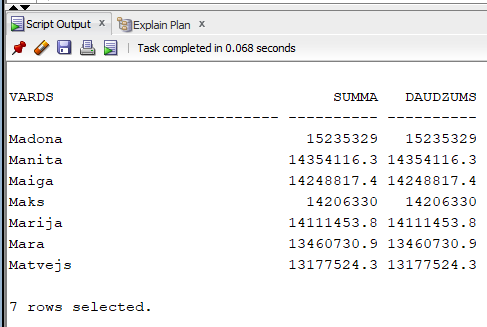 Script Output x Explain Plan x
Task completed in 0.068 seconds
VARDS SUMMA DAUDZUMS
------------------------------ ---------- ----------
Madona 15235329 15235329
Manita 14354116.3 14354116.3
Maiga 14248817.4 14248817.4
Maks 14206330 14206330
Marija 14111453.8 14111453.8
Mara 13460730.9 13460730.9
Matvejs 13177524.3 13177524.3
7 rows selected.